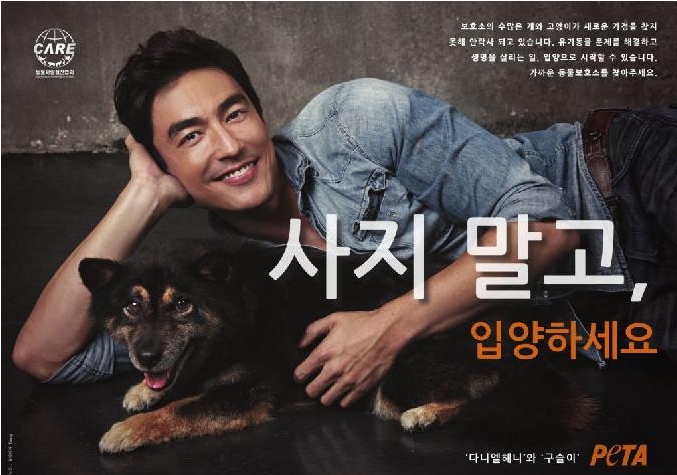 CARE
보호소의 수많은 개와 고양이가 새로운 가정을 찾지
못해 안락사 되고 있습니다. 유기동물 문제를 해결하고
생명을 살리는 일, 입양으로 시작할 수 있습니다.
가까운 동물보호소를 찾아주세요.
사지 말고,
입양하세요
'다니엘헤니'와 '구슬이' PETA